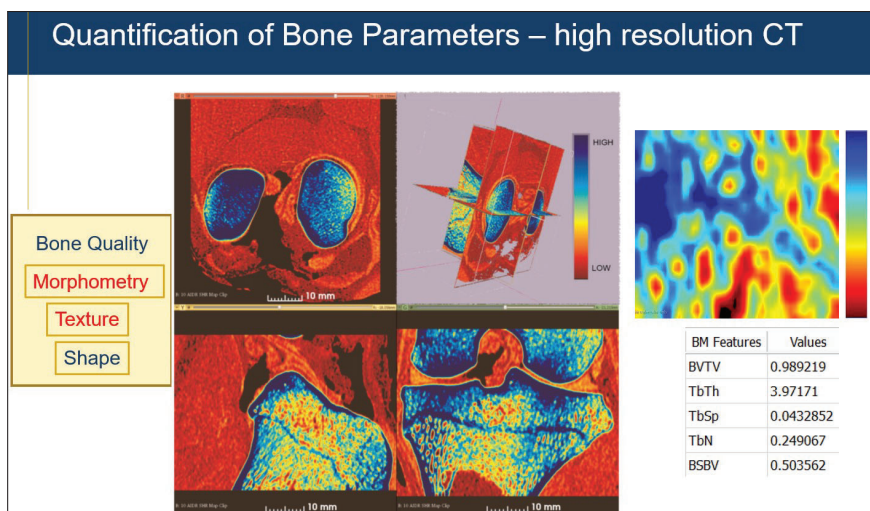 Quantification of Bone Parameters – high resolution CT
Bone Quality
Morphometry
Texture
Shape
HIGH
LOW
10 mm
10 mm
10 mm
BM Features Values
BVTV 0.989219
TbTh 3.97171
TbSp 0.0432852
TbN 0.249067
BSBV 0.503562